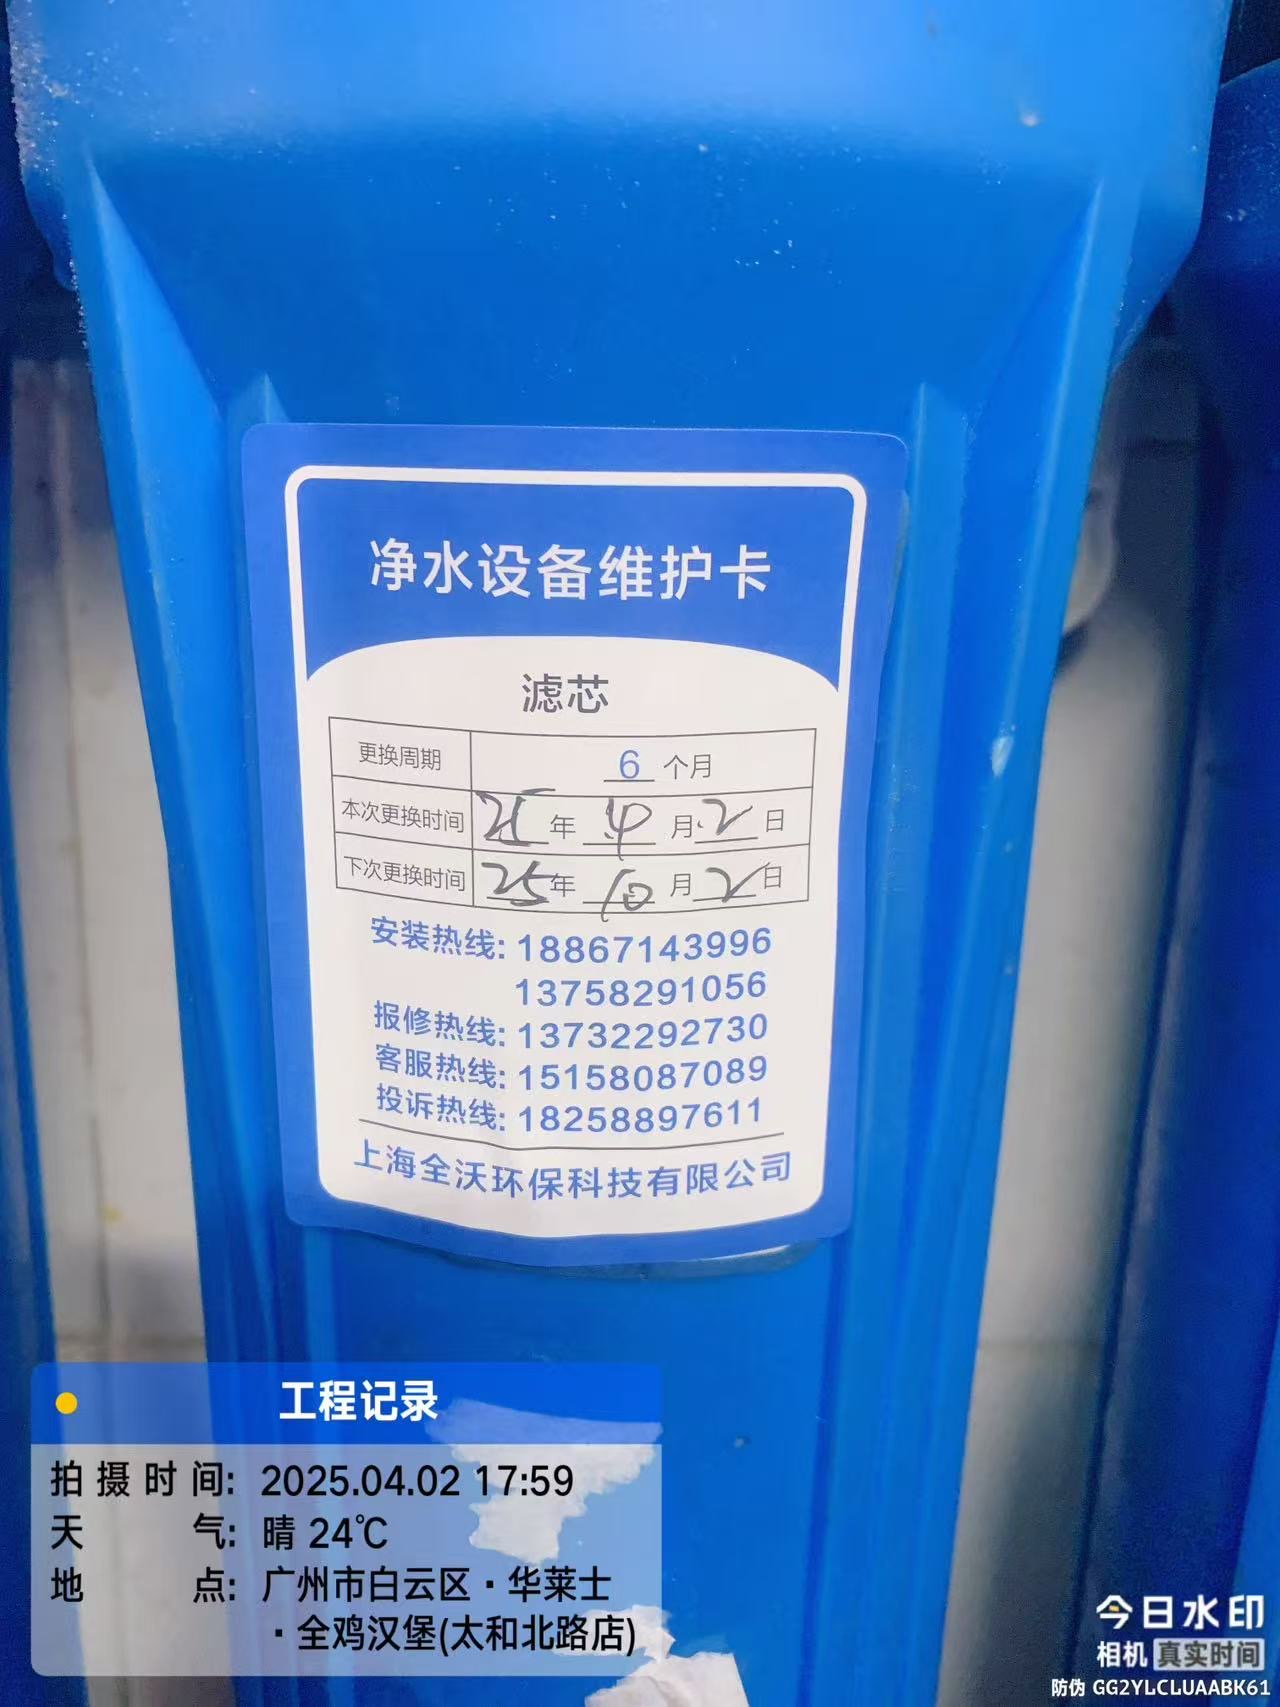 净水设备维护卡
滤芯
更换周期 6 个月
本次更换时间 25 年 4 月 2 日
下次更换时间 25 年 10 月 2 日
安装热线: 18867143996
13758291056
报修热线: 13732292730
客服热线: 15158087089
投诉热线: 18258897611
上海全沃环保科技有限公司
工程记录
拍摄时间: 2025.04.02 17:59
天气: 晴 24℃
地点: 广州市白云区·华莱士
·全鸡汉堡(太和北路店)
今日水印
相机 真实时间
防伪 GG2YLCLUAABK61